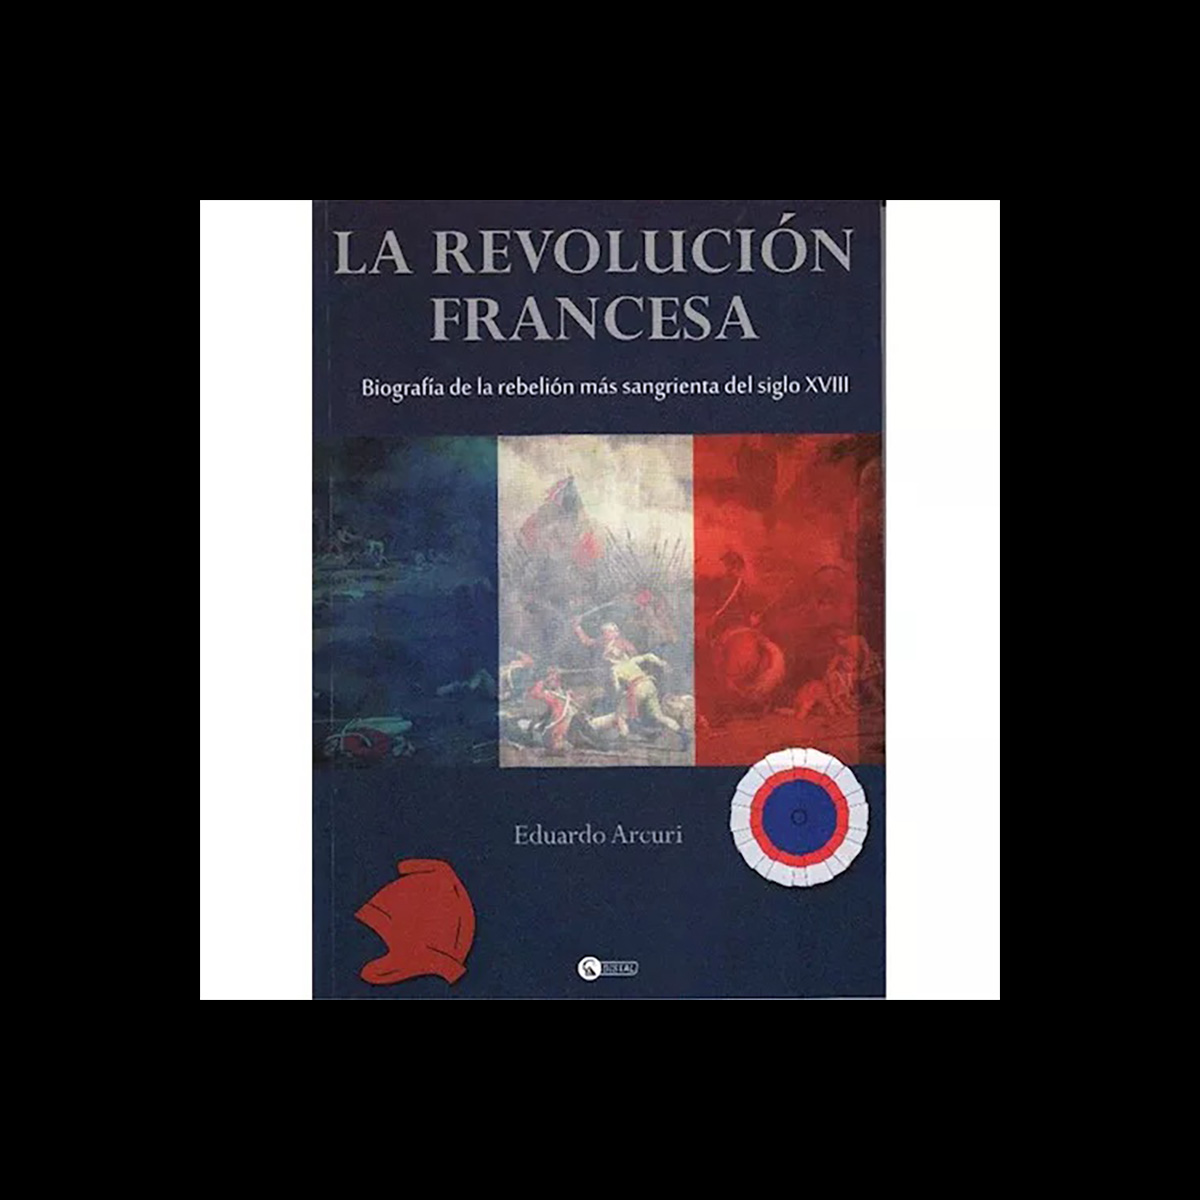 LA REVOLUCIÓN
FRANCESA
Biografía de la rebelión más sangrienta del siglo XVIII
Eduardo Arcuri